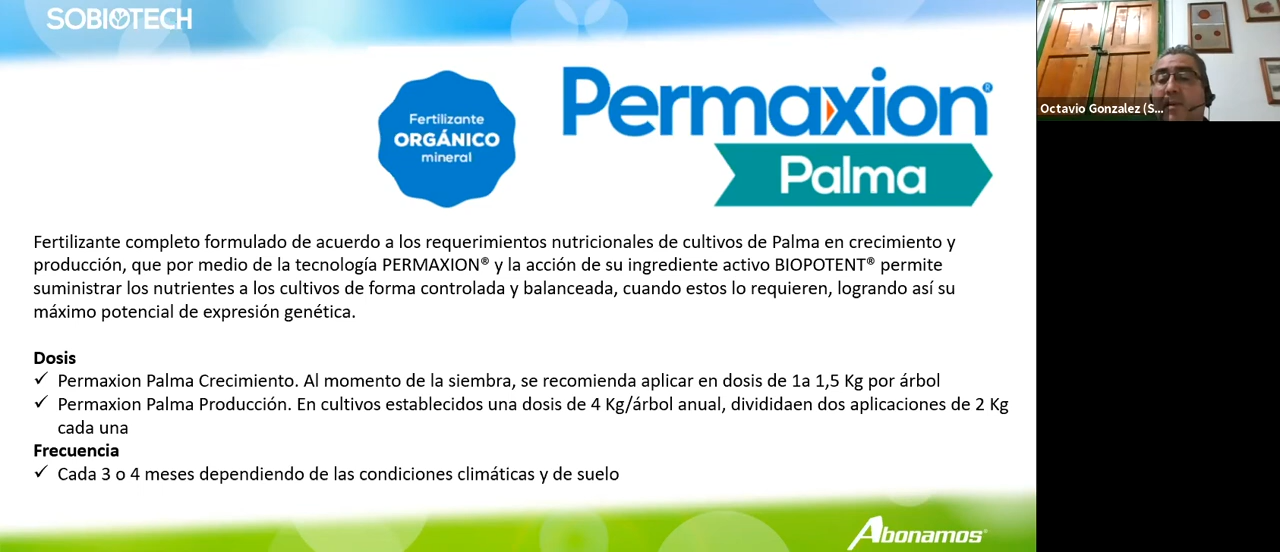 SOBIOTECH
Octavio Gonzalez (S...
Fertilizante
ORGÁNICO
mineral
Permaxion®
Palma
Fertilizante completo formulado de acuerdo a los requerimientos nutricionales de cultivos de Palma en crecimiento y
producción, que por medio de la tecnología PERMAXION® y la acción de su ingrediente activo BIOPOTENT® permite
suministrar los nutrientes a los cultivos de forma controlada y balanceada, cuando estos lo requieren, logrando así su
máximo potencial de expresión genética.
Dosis
✓ Permaxion Palma Crecimiento. Al momento de la siembra, se recomienda aplicar en dosis de 1a 1,5 Kg por árbol
✓ Permaxion Palma Producción. En cultivos establecidos una dosis de 4 Kg/árbol anual, divididaen dos aplicaciones de 2 Kg
cada una
Frecuencia
✓ Cada 3 o 4 meses dependiendo de las condiciones climáticas y de suelo
Abonamos®